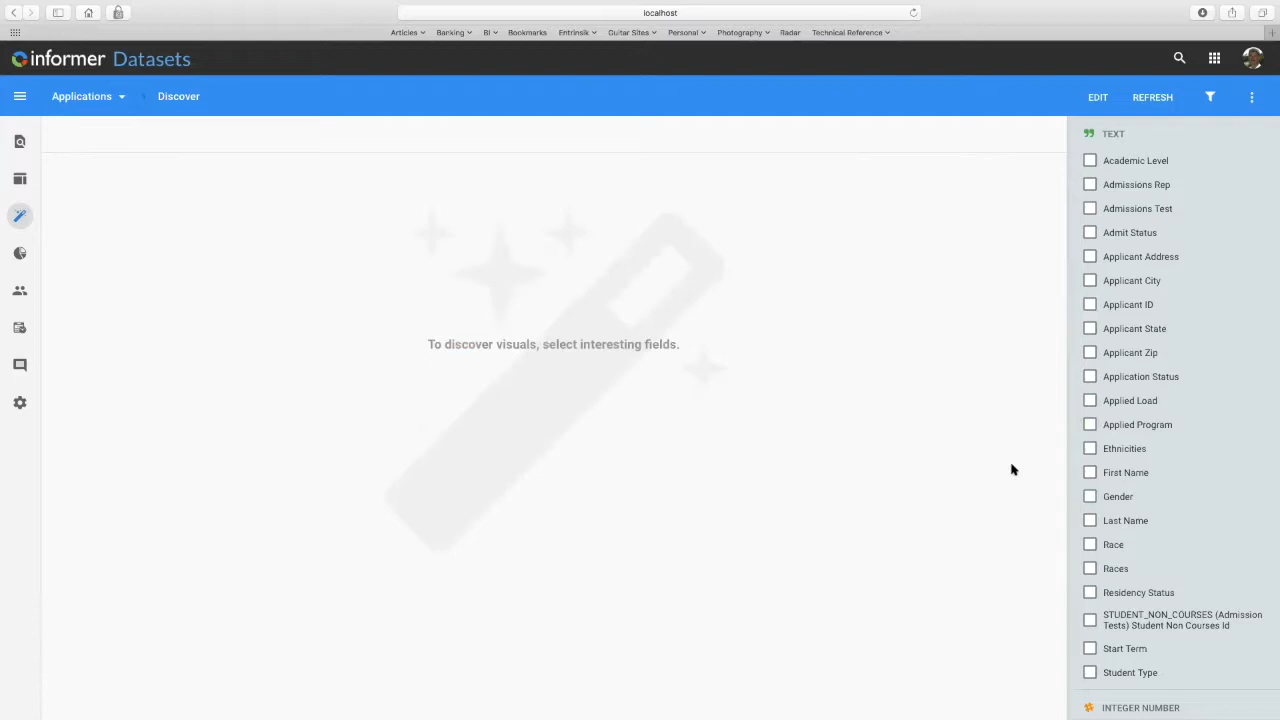 localhost
Articles Banking BI Bookmarks Entrinsik Guitar Sites Personal Photography Radar Technical Reference
informer Datasets
Applications Discover EDIT REFRESH
TEXT
Academic Level
Admissions Rep
Admissions Test
Admit Status
Applicant Address
Applicant City
Applicant ID
Applicant State
To discover visuals, select interesting fields.
Applicant Zip
Application Status
Applied Load
Applied Program
Ethnicities
First Name
Gender
Last Name
Race
Races
Residency Status
STUDENT_NON_COURSES (Admission
Tests) Student Non Courses Id
Start Term
Student Type
INTEGER NUMBER